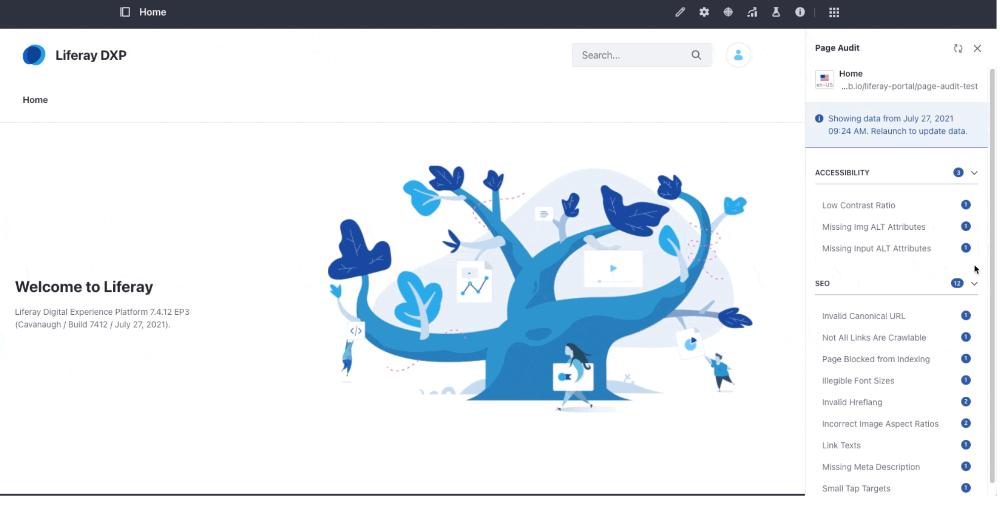 Home
Liferay DXP
Search...
Home
Welcome to Liferay
Liferay Digital Experience Platform 7.4.12 EP3
(Cavanaugh / Build 7412 / July 27, 2021).
</>
Page Audit
Home
en-US
...b.io/liferay-portal/page-audit-test
Showing data from July 27, 2021
09:24 AM. Relaunch to update data.
ACCESSIBILITY 3
Low Contrast Ratio 1
Missing Img ALT Attributes 1
Missing Input ALT Attributes 1
SEO 12
Invalid Canonical URL 1
Not All Links Are Crawlable 1
Page Blocked from Indexing 1
Illegible Font Sizes 1
Invalid Hreflang 2
Incorrect Image Aspect Ratios 2
Link Texts 1
Missing Meta Description 1
Small Tap Targets 1